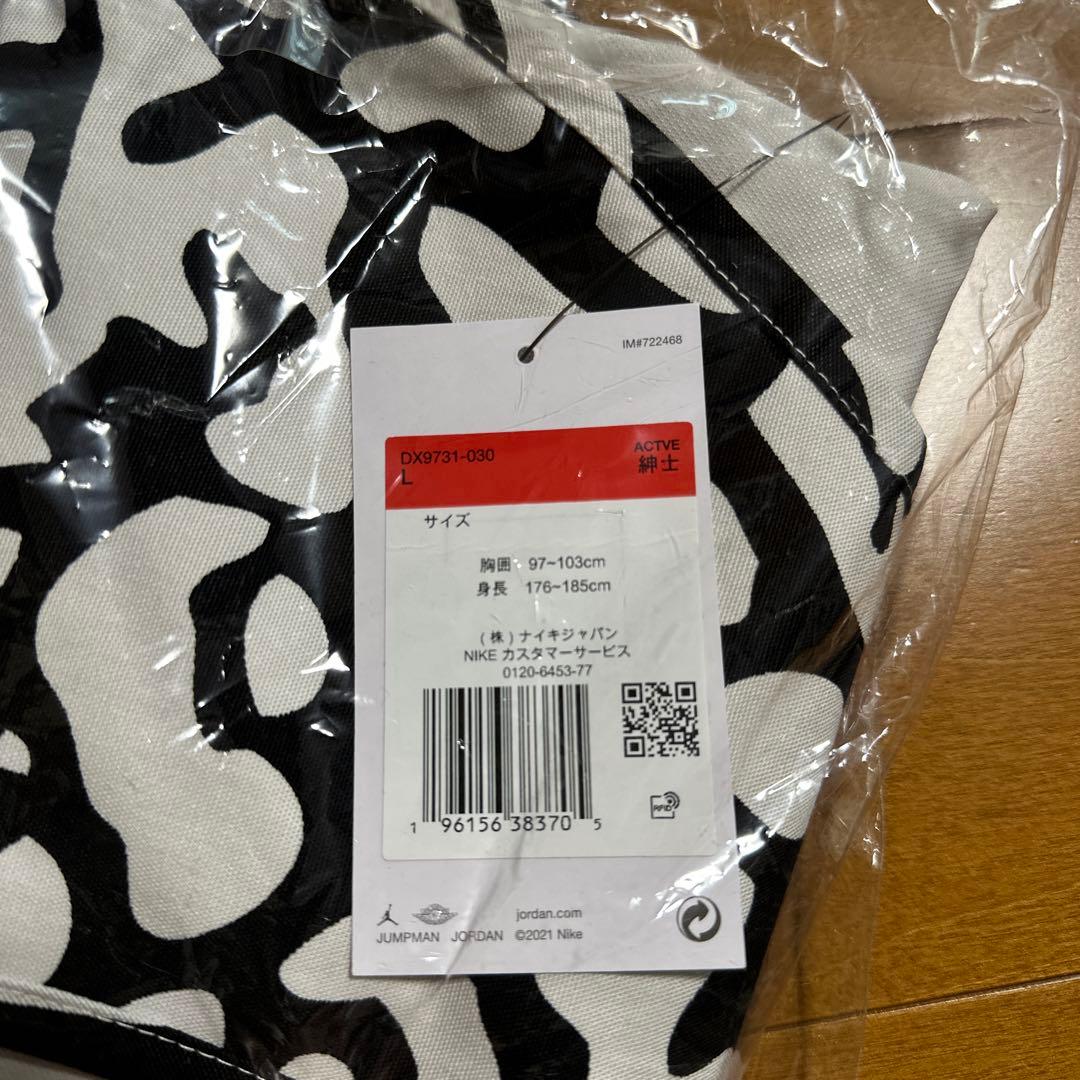 IM#722468
DX9731-030
L
ACTVE
紳士
サイズ
胸囲 97~103cm
身長 176~185cm
(株)ナイキジャパン
NIKE カスタマーサービス
0120-6453-77
1 96156 38370 5
RFID
jordan.com
JUMPMAN JORDAN ©2021 Nike